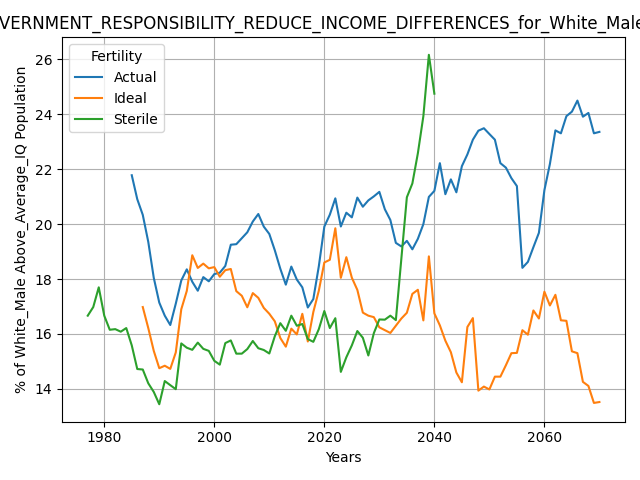 VERNMENT_RESPONSIBILITY_REDUCE_INCOME_DIFFERENCES_for_White_Male
Fertility
Actual
Ideal
Sterile
% of White_Male Above_Average_IQ Population
26
24
22
20
18
16
14
1980
2000
2020
2040
2060
Years